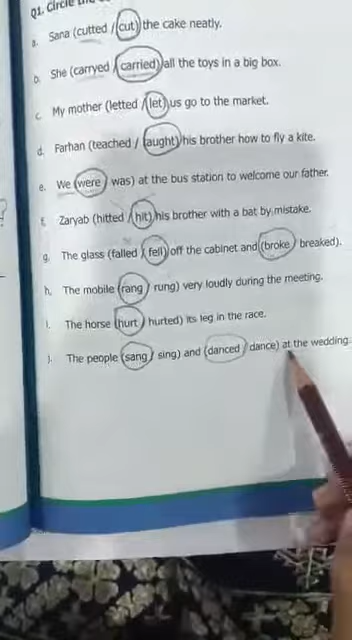 Q1. Circle
a. Sana (cutted / cut) the cake neatly.
b. She (carryed / carried) all the toys in a big box.
c. My mother (letted / let) us go to the market.
d. Farhan (teached / taught) his brother how to fly a kite.
e. We (were / was) at the bus station to welcome our father.
f. Zaryab (hitted / hit) his brother with a bat by mistake.
g. The glass (falled / fell) off the cabinet and (broke / breaked).
h. The mobile (rang / rung) very loudly during the meeting.
i. The horse (hurt / hurted) its leg in the race.
j. The people (sang / sing) and (danced / dance) at the wedding.